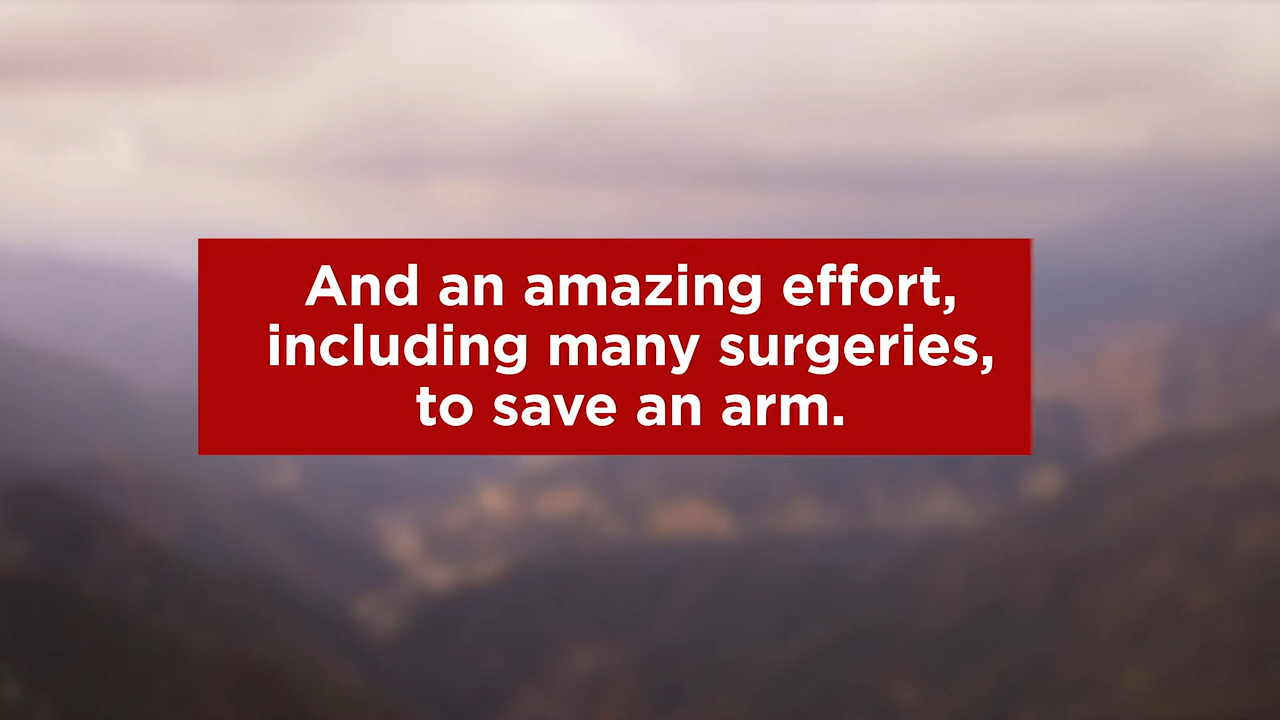 And an amazing effort,
including many surgeries,
to save an arm.